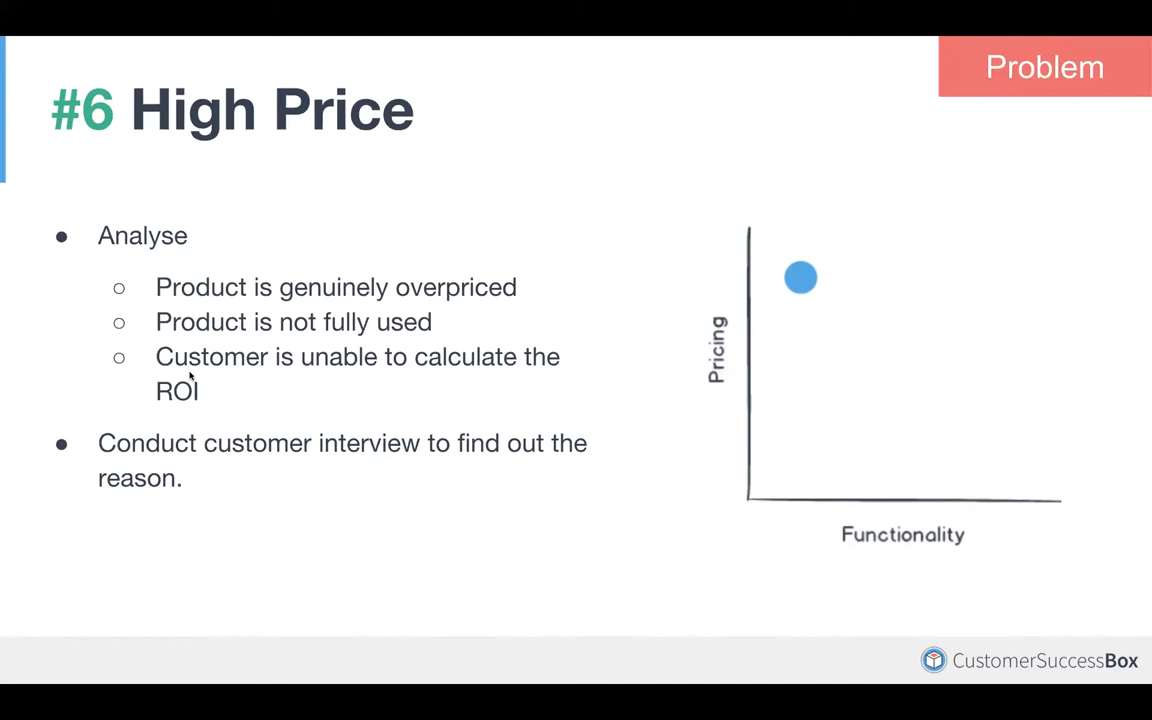 Problem
#6 High Price
● Analyse
○ Product is genuinely overpriced
○ Product is not fully used
○ Customer is unable to calculate the
ROI
● Conduct customer interview to find out the
reason.
Pricing
Functionality
CustomerSuccessBox